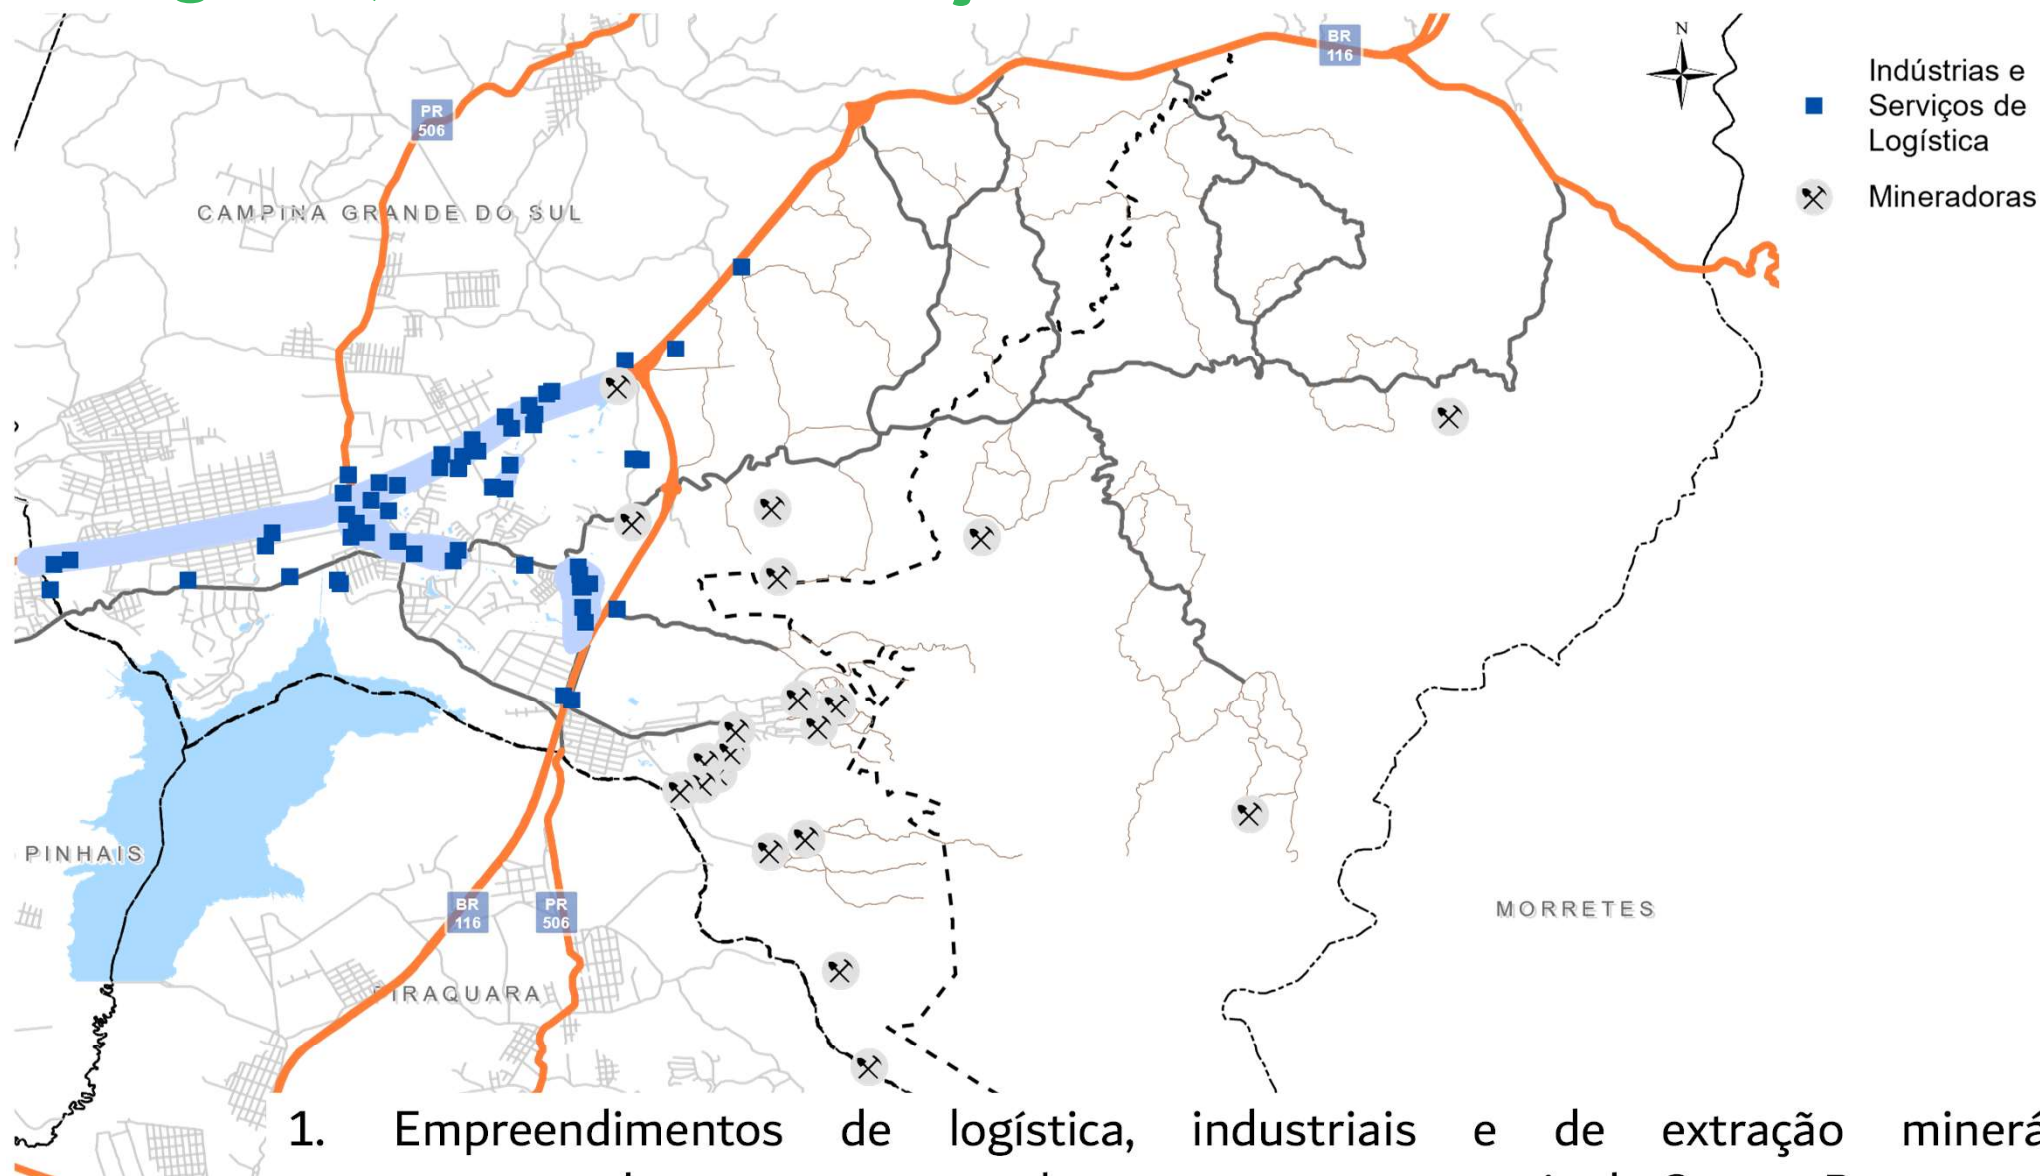 BR
116
N
Indústrias e
Serviços de
Logística
Mineradoras
PR
506
CAMPINA GRANDE DO SUL
PINHAIS
MORRETES
BR
116
PR
506
IRAQUARA
1. Empreendimentos de logística, industriais e de extração minerá